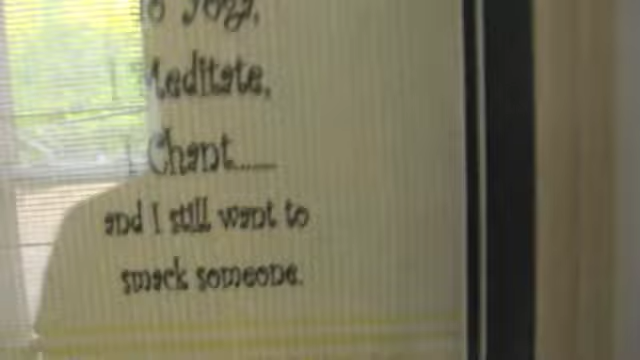 o Yoga,
I Meditate,
I Chant......
and I still want to
smack someone.